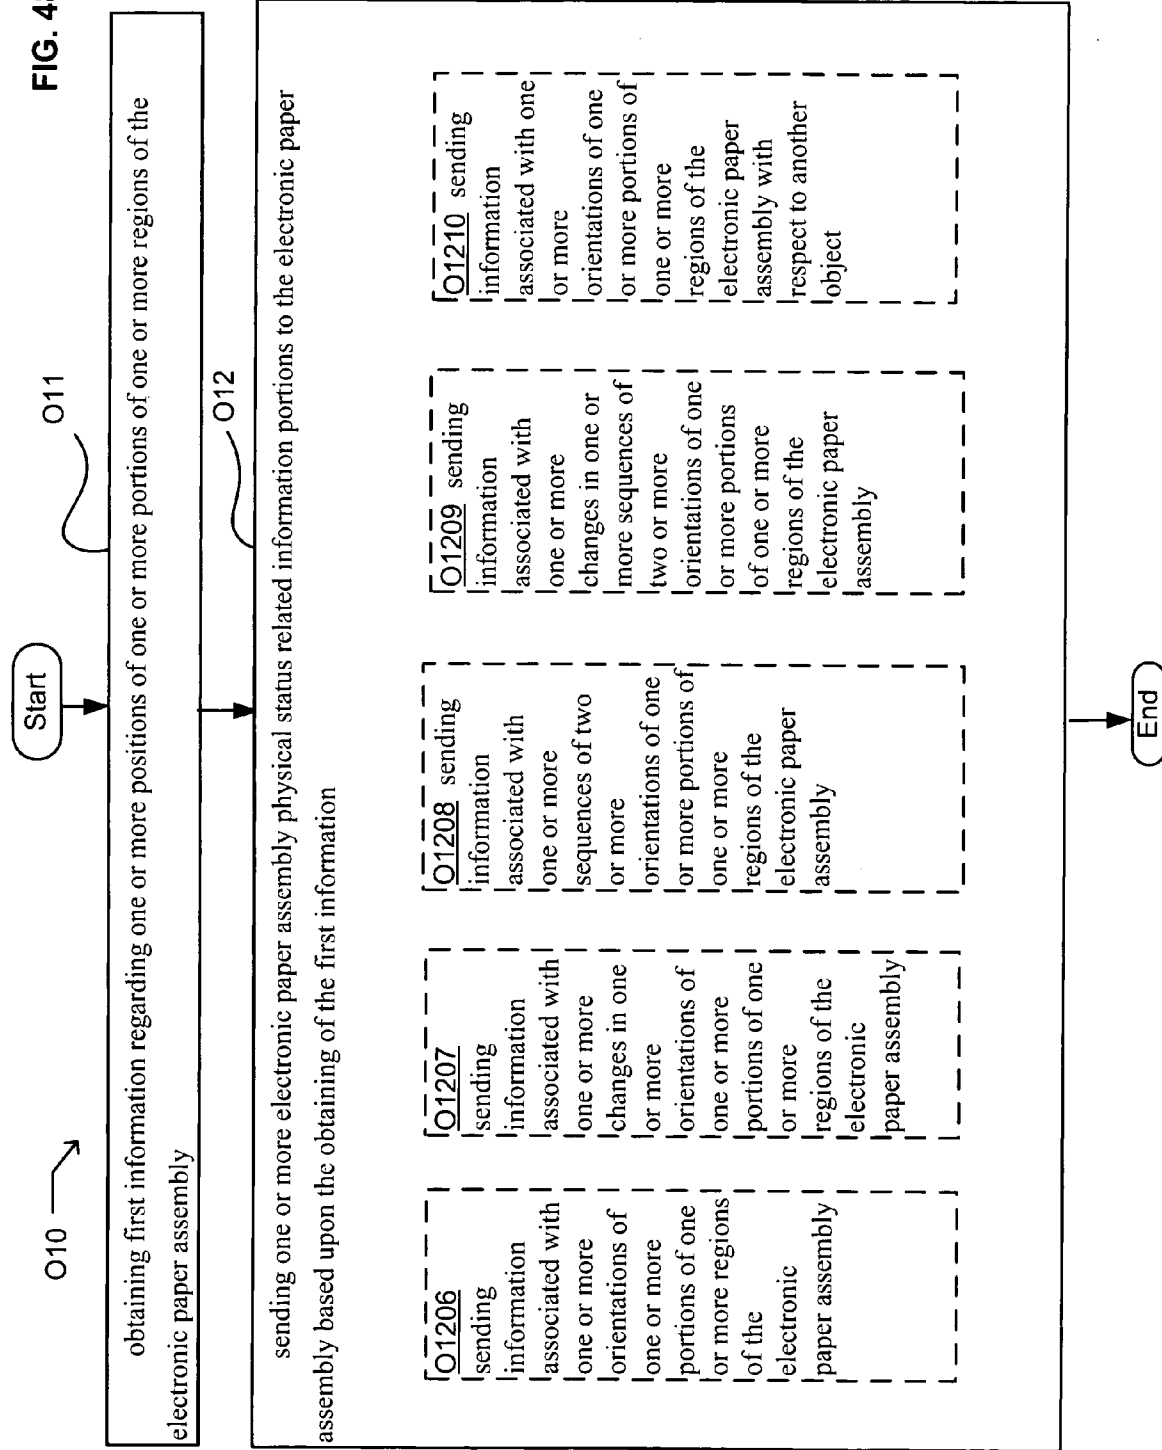 FIG. 4
Start
O10
O11
obtaining first information regarding one or more positions of one or more portions of one or more regions of the
electronic paper assembly
O12
sending one or more electronic paper assembly physical status related information portions to the electronic paper
assembly based upon the obtaining of the first information
O1206
sending
information
associated with
one or more
orientations of
one or more
portions of one
or more regions
of the
electronic
paper assembly
O1207
sending
information
associated with
one or more
changes in one
or more
orientations of
one or more
portions of one
or more
regions of the
electronic
paper assembly
O1208 sending
information
associated with
one or more
sequences of two
or more
orientations of one
or more portions of
one or more
regions of the
electronic paper
assembly
O1209 sending
information
associated with
one or more
changes in one or
more sequences of
two or more
orientations of one
or more portions
of one or more
regions of the
electronic paper
assembly
O1210 sending
information
associated with one
or more
orientations of one
or more portions of
one or more
regions of the
electronic paper
assembly with
respect to another
object
End